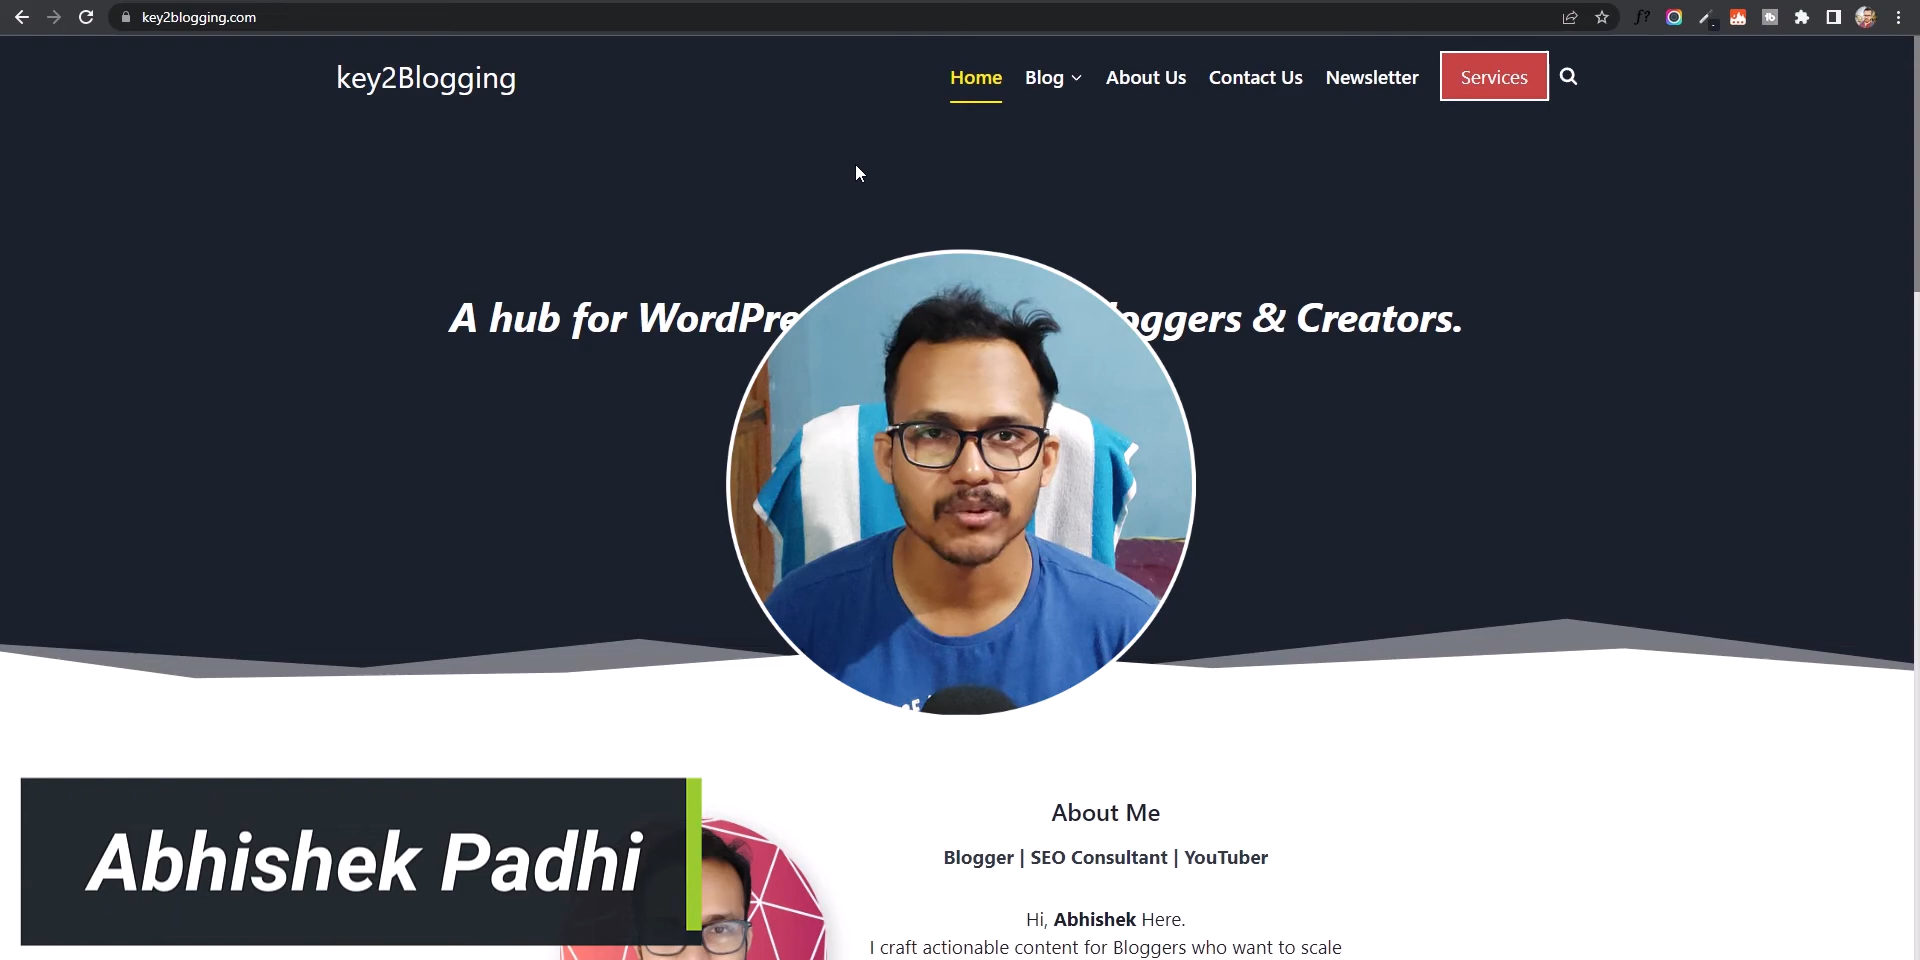 key2blogging.com
key2Blogging
Home Blog About Us Contact Us Newsletter Services
A hub for WordPre oggers & Creators.
Abhishek Padhi
About Me
Blogger | SEO Consultant | YouTuber
Hi, Abhishek Here.
I craft actionable content for Bloggers who want to scale